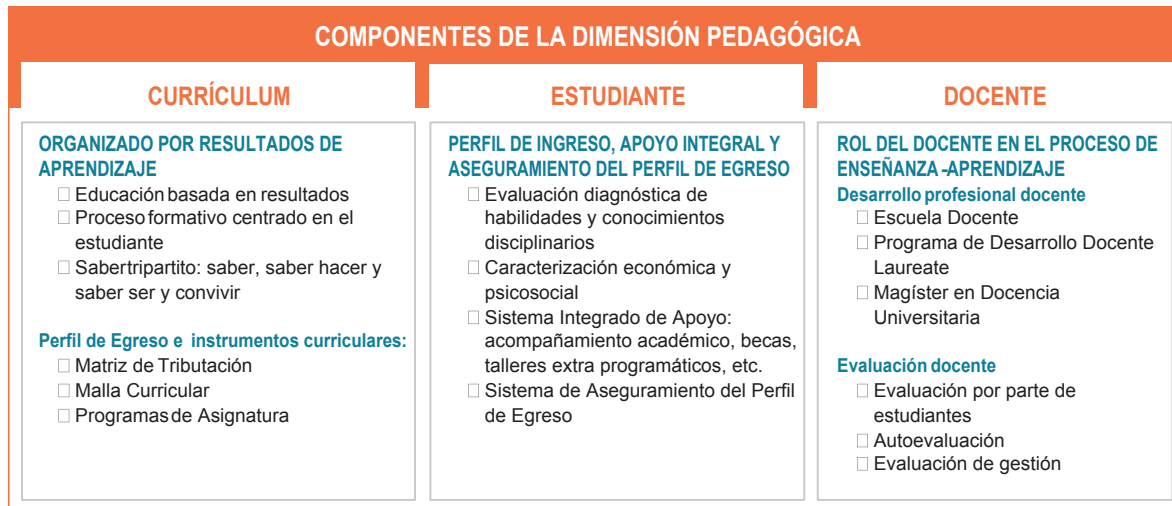 COMPONENTES DE LA DIMENSIÓN PEDAGÓGICA
CURRÍCULUM
ORGANIZADO POR RESULTADOS DE
APRENDIZAJE
Educación basada en resultados
Proceso formativo centrado en el
estudiante
Sabertripartito: saber, saber hacer y
saber ser y convivir
Perfil de Egreso e instrumentos curriculares:
Matriz de Tributación
Malla Curricular
Programas de Asignatura
ESTUDIANTE
PERFIL DE INGRESO, APOYO INTEGRAL Y
ASEGURAMIENTO DEL PERFIL DE EGRESO
Evaluación diagnóstica de
habilidades y conocimientos
disciplinarios
Caracterización económica y
psicosocial
Sistema Integrado de Apoyo:
acompañamiento académico, becas,
talleres extra programáticos, etc.
Sistema de Aseguramiento del Perfil
de Egreso
DOCENTE
ROL DEL DOCENTE EN EL PROCESO DE
ENSEÑANZA-APRENDIZAJE
Desarrollo profesional docente
Escuela Docente
Programa de Desarrollo Docente
Laureate
Magíster en Docencia
Universitaria
Evaluación docente
Evaluación por parte de
estudiantes
Autoevaluación
Evaluación de gestión